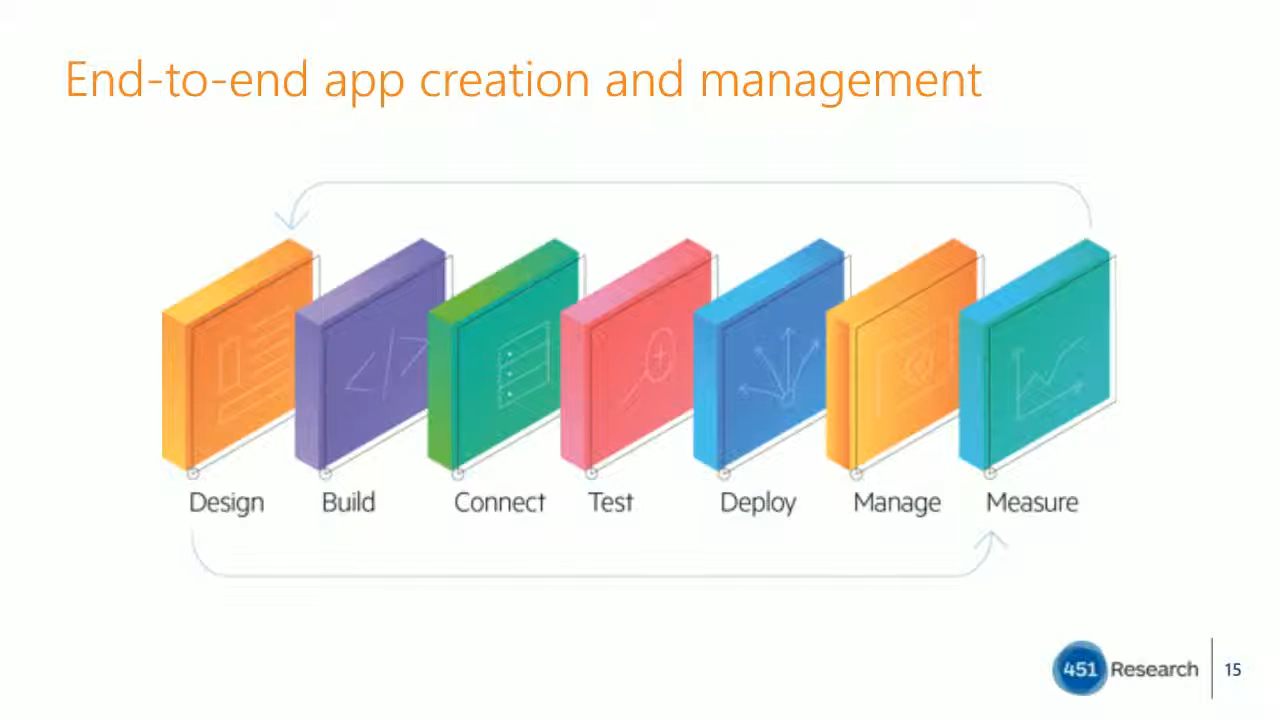 End-to-end app creation and management
Design Build Connect Test Deploy Manage Measure
451 Research 15